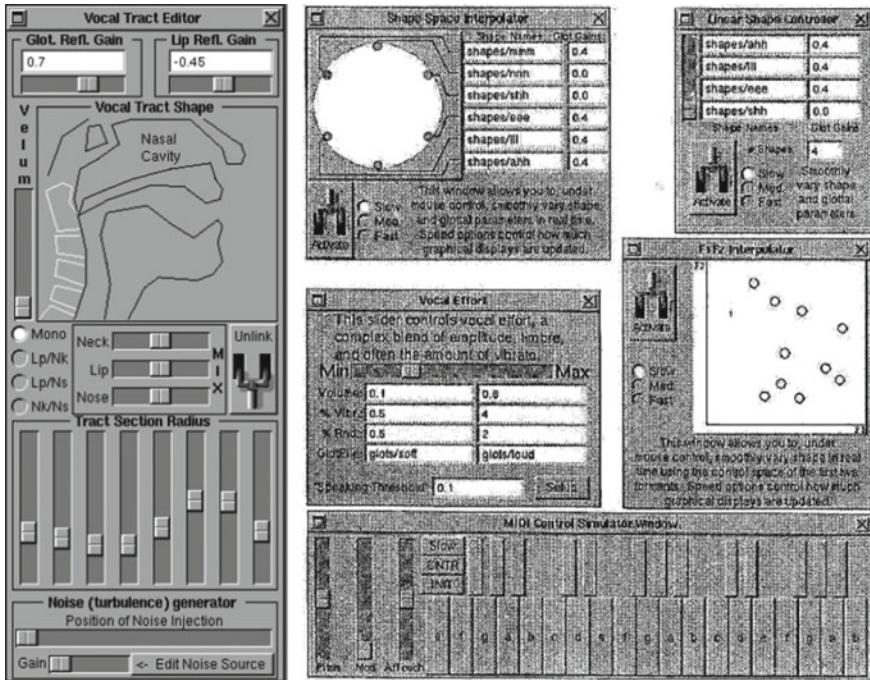 Vocal Tract Editor
Glot. Refl. Gain
Lip Refl. Gain
0.7
-0.45
Velum
Vocal Tract Shape
Nasal
Cavity
Mono
Lp/Nk
Lp/Ns
Nk/Ns
Neck
Lip
Nose
MIX
Unlink
Tract Section Radius
Noise (turbulence) generator
Position of Noise Injection
Gain
<- Edit Noise Source
Shape Space Interpolator
Shape Names
Glot Gains
shapes/mmm
0.4
shapes/nnn
0.0
shapes/shh
0.0
shapes/eee
0.4
shapes/lll
0.4
shapes/ahh
0.4
Activate
Slow
Med.
Fast
This window allows you to, under
mouse control, smoothly vary shape,
and glottal parameters in real time.
Speed options control how much
graphical displays are updated.
Linear Shape Controller
shapes/ahh
0.4
shapes/lll
0.4
shapes/eee
0.4
shapes/shh
0.0
Shape Names
Glot Gains
# Shapes
4
Activate
Slow
Med.
Fast
Smoothly
vary shape
and glottal
parameters.
Vocal Effort
This slider controls vocal effort, a
complex blend of amplitude, timbre,
and often the amount of vibrato.
Min
Max
Volume:
0.1
0.8
% Vibr.:
0.5
4
% Rnd.:
0.5
2
GlotFile:
glots/soft
glots/loud
"Speaking Threshold"
0.1
Set Is
F1F2 Interpolator
Activate
Slow
Med.
Fast
This window allows you to, under
mouse control, smoothly vary shape in real
time using the control space of the first two
formants. Speed options control how much
graphical displays are updated.
MIDI Control Simulator Window
Slow
CNTR
INIT
Pitch
Mod
AfTouch
e f g a b c d e f g a b c d e f g a b